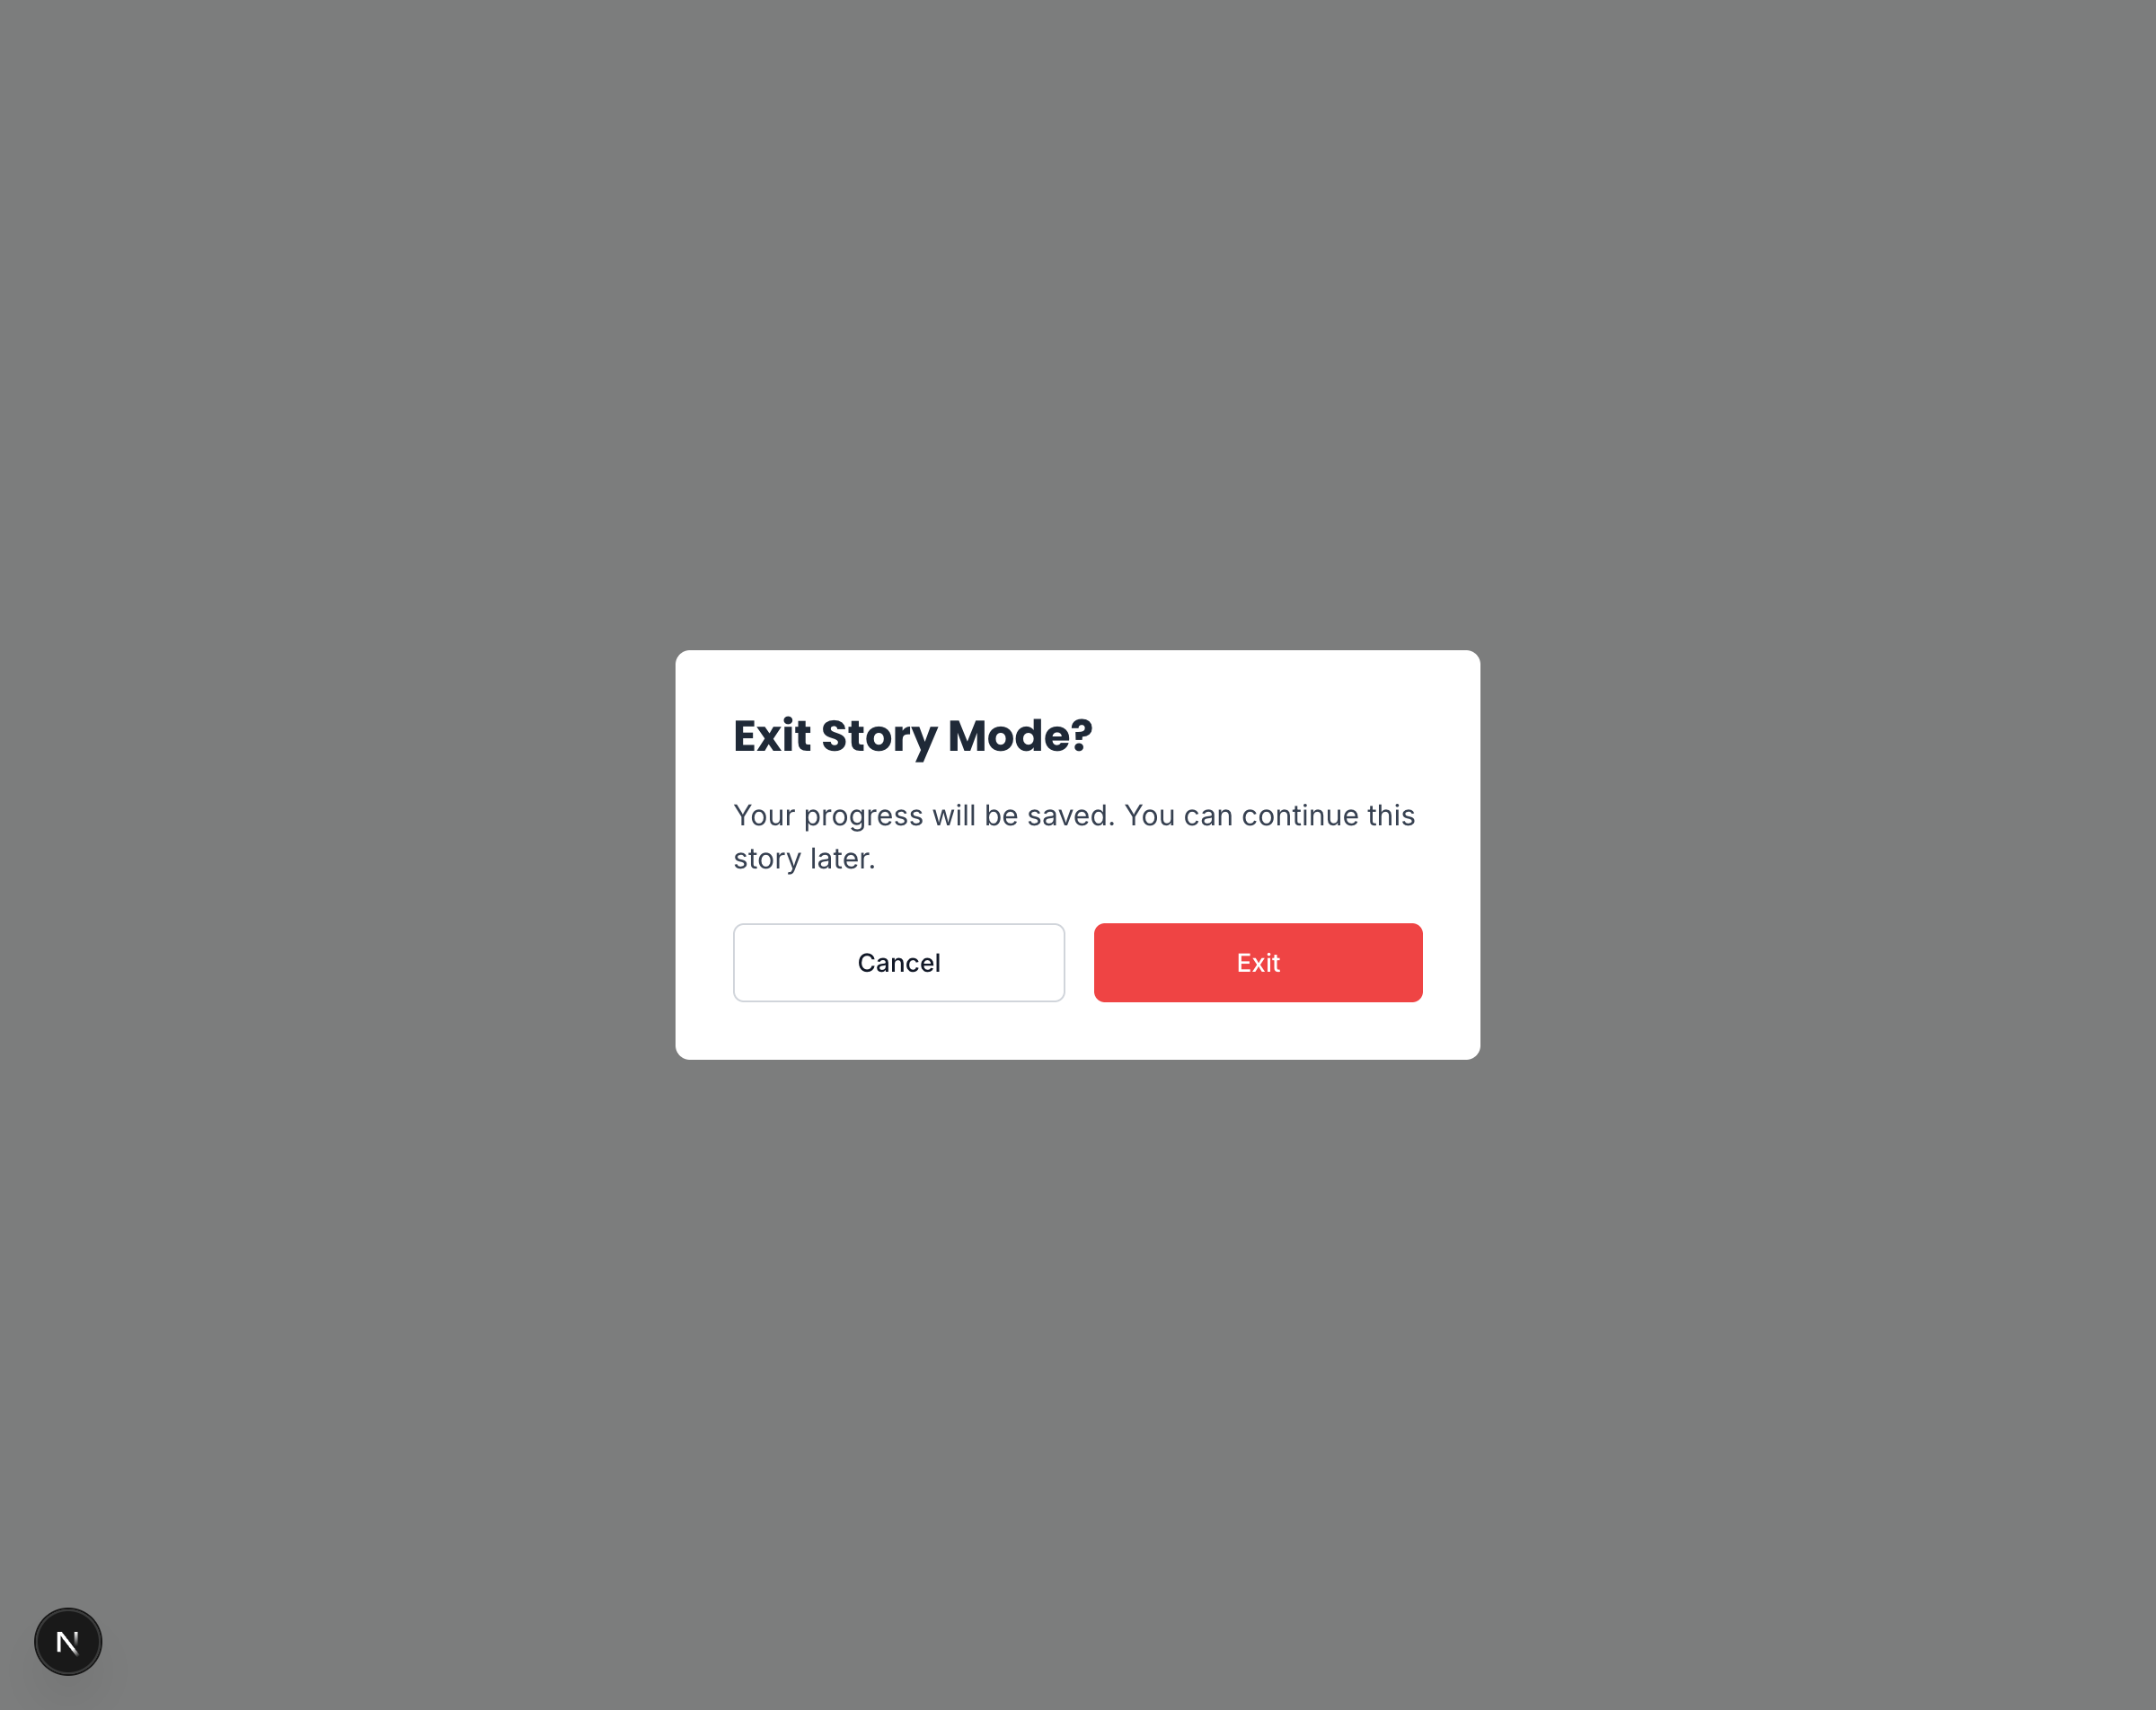 Exit Story Mode?
Your progress will be saved. You can continue this
story later.
Cancel
Exit
N